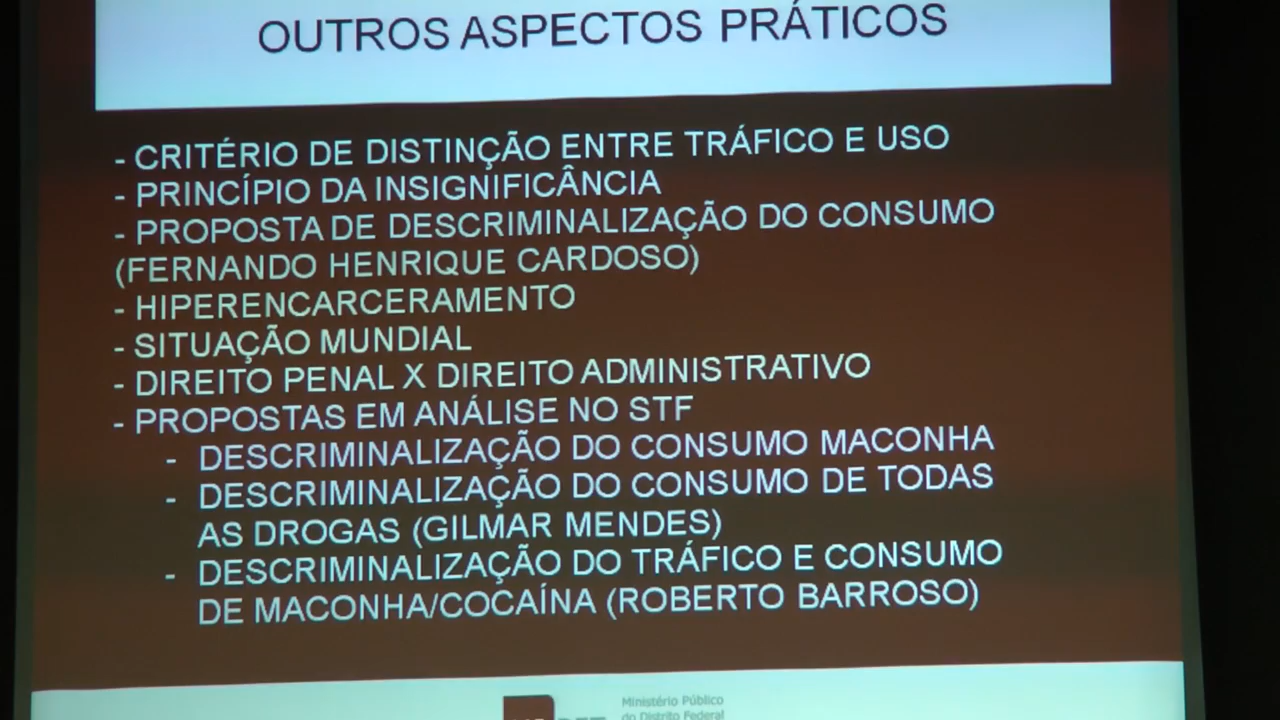 OUTROS ASPECTOS PRÁTICOS
- CRITÉRIO DE DISTINÇÃO ENTRE TRÁFICO E USO
- PRINCÍPIO DA INSIGNIFICÂNCIA
- PROPOSTA DE DESCRIMINALIZAÇÃO DO CONSUMO
(FERNANDO HENRIQUE CARDOSO)
- HIPERENCARCERAMENTO
- SITUAÇÃO MUNDIAL
- DIREITO PENAL X DIREITO ADMINISTRATIVO
- PROPOSTAS EM ANÁLISE NO STF
- DESCRIMINALIZAÇÃO DO CONSUMO MACONHA
- DESCRIMINALIZAÇÃO DO CONSUMO DE TODAS
AS DROGAS (GILMAR MENDES)
- DESCRIMINALIZAÇÃO DO TRÁFICO E CONSUMO
DE MACONHA/COCAÍNA (ROBERTO BARROSO)
Ministério Público
do Distrito Federal